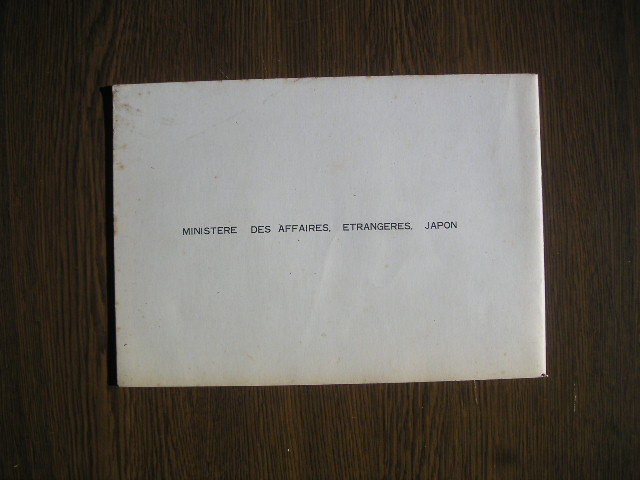 MINISTERE DES AFFAIRES, ETRANGERES, JAPON